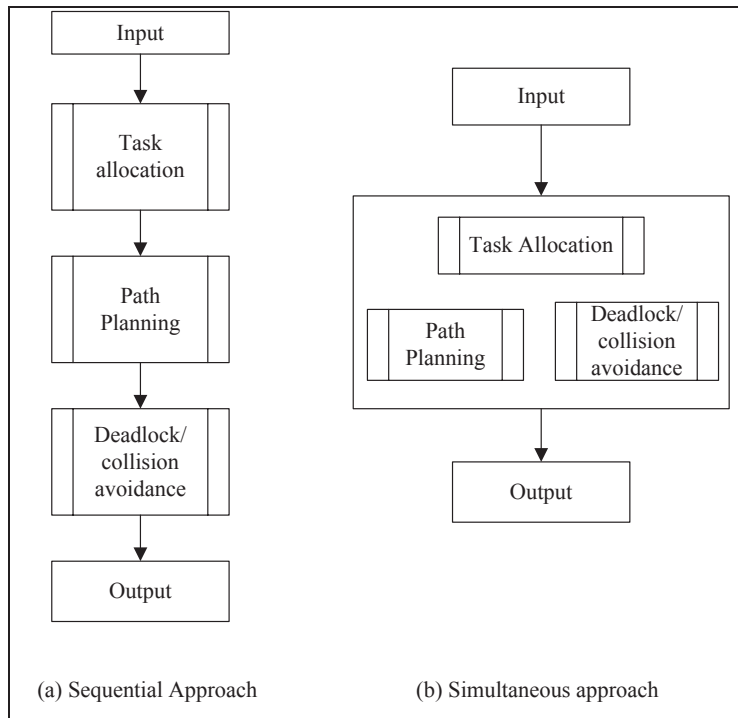 Input
Task
allocation
Path
Planning
Deadlock/
collision
avoidance
Output
(a) Sequential Approach
Input
Task Allocation
Path
Planning
Deadlock/
collision
avoidance
Output
(b) Simultaneous approach